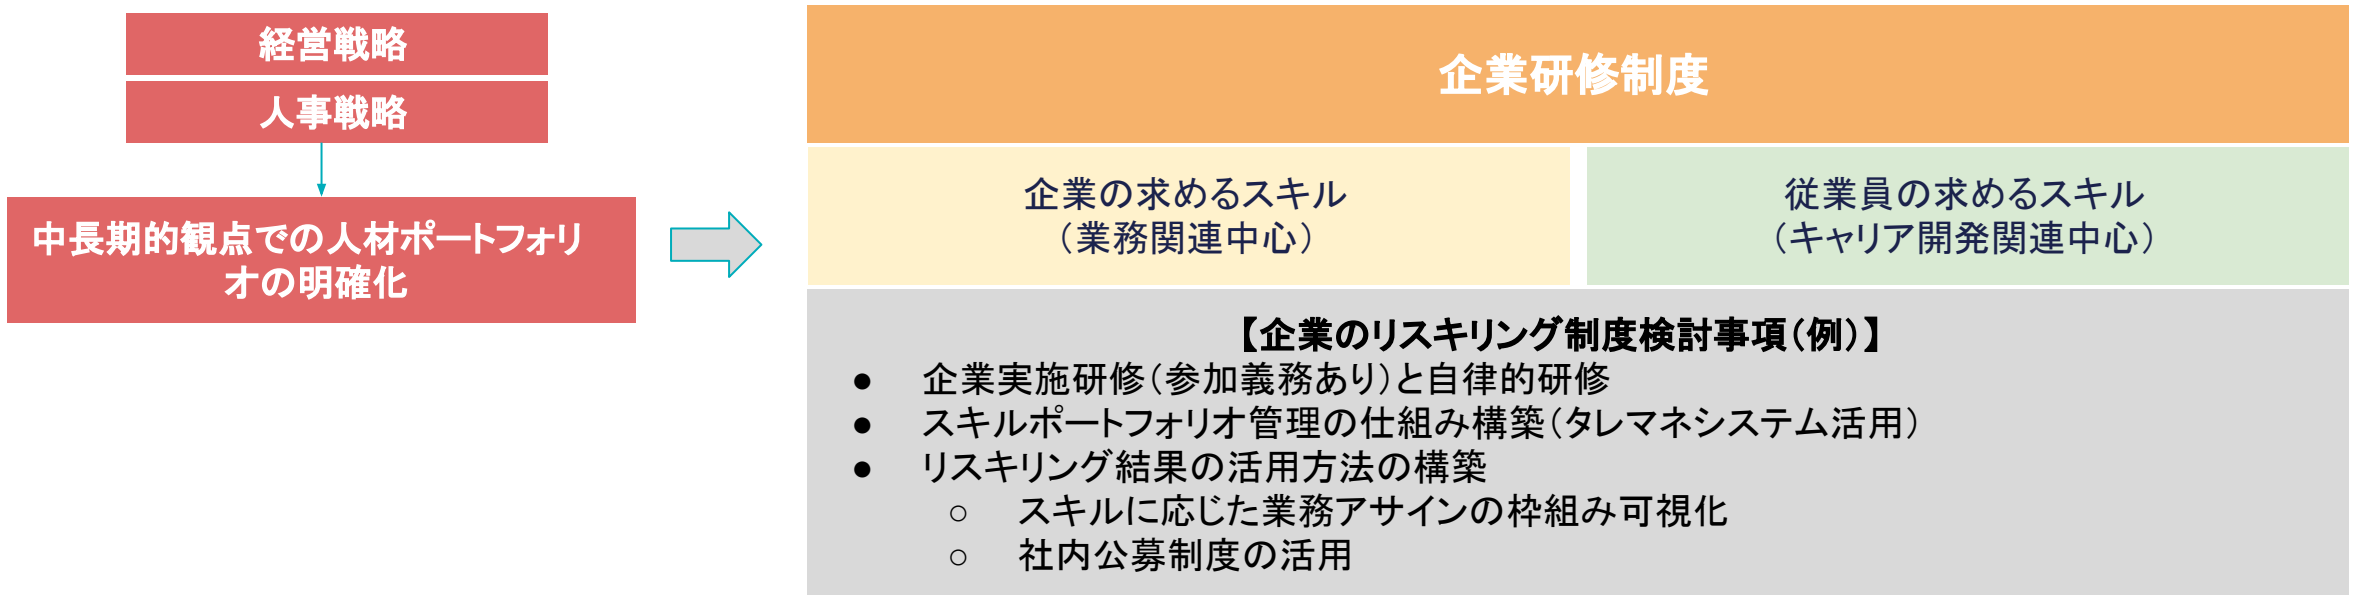 経営戦略
人事戦略
中長期的観点での人材ポートフォリ
オの明確化
企業研修制度
企業の求めるスキル
（業務関連中心）
従業員の求めるスキル
（キャリア開発関連中心）
【企業のリスキリング制度検討事項（例）】
● 企業実施研修（参加義務あり）と自律的研修
● スキルポートフォリオ管理の仕組み構築（タレマネシステム活用）
● リスキリング結果の活用方法の構築
○ スキルに応じた業務アサインの枠組み可視化
○ 社内公募制度の活用